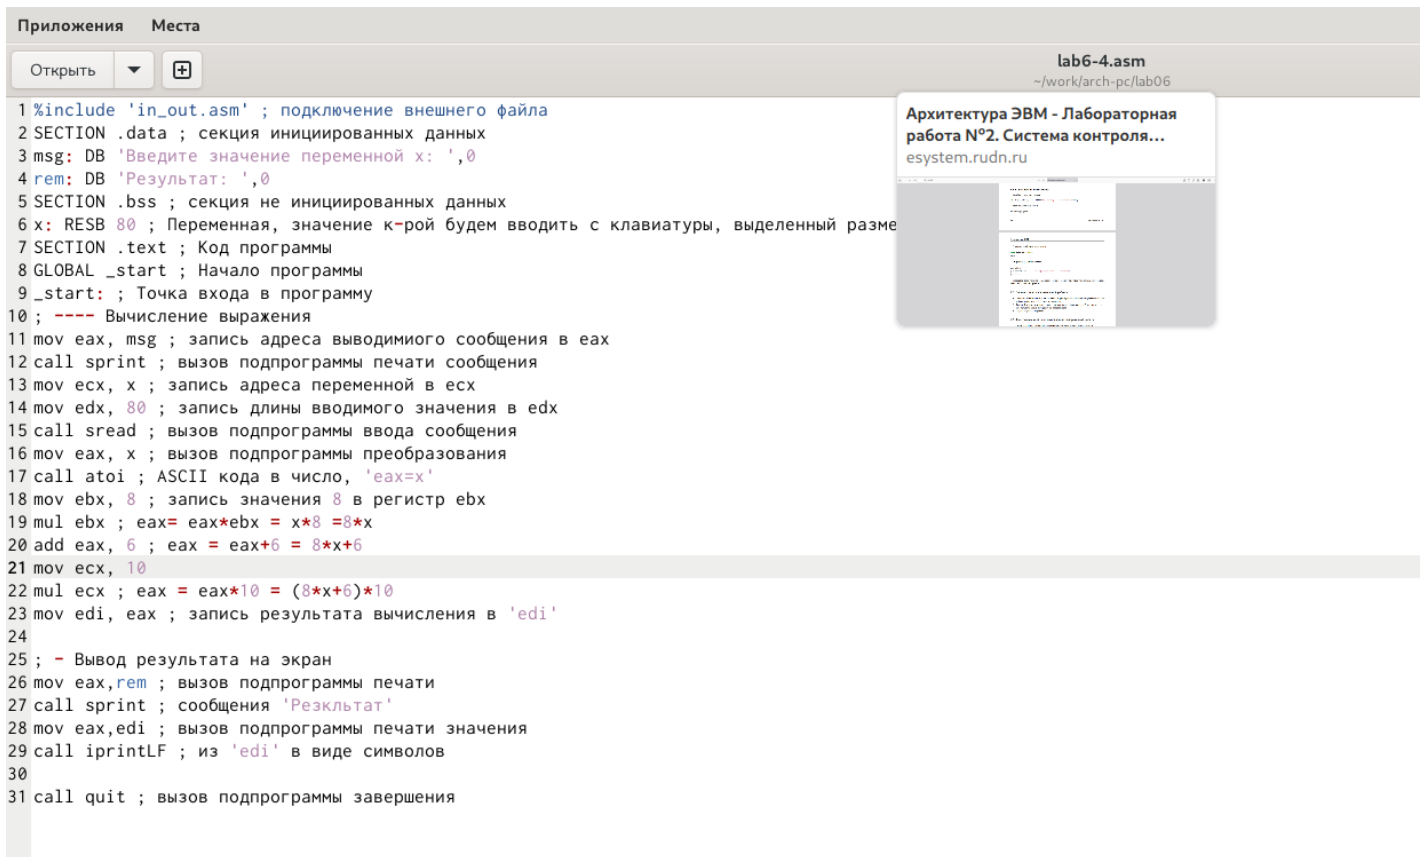 Приложения Места
Открыть
lab6-4.asm
~/work/arch-pc/lab06
Архитектура ЭВМ - Лабораторная
работа №2. Система контроля...
esystem.rudn.ru
1 %include 'in_out.asm' ; подключение внешнего файла
2 SECTION .data ; секция инициированных данных
3 msg: DB 'Введите значение переменной x: ',0
4 rem: DB 'Результат: ',0
5 SECTION .bss ; секция не инициированных данных
6 x: RESB 80 ; Переменная, значение к-рой будем вводить с клавиатуры, выделенный разме
7 SECTION .text ; Код программы
8 GLOBAL _start ; Начало программы
9 _start: ; Точка входа в программу
10 ; ---- Вычисление выражения
11 mov eax, msg ; запись адреса выводимиого сообщения в eax
12 call sprint ; вызов подпрограммы печати сообщения
13 mov ecx, x ; запись адреса переменной в ecx
14 mov edx, 80 ; запись длины вводимого значения в edx
15 call sread ; вызов подпрограммы ввода сообщения
16 mov eax, x ; вызов подпрограммы преобразования
17 call atoi ; ASCII кода в число, 'eax=x'
18 mov ebx, 8 ; запись значения 8 в регистр ebx
19 mul ebx ; eax= eax*ebx = x*8 =8*x
20 add eax, 6 ; eax = eax+6 = 8*x+6
21 mov ecx, 10
22 mul ecx ; eax = eax*10 = (8*x+6)*10
23 mov edi, eax ; запись результата вычисления в 'edi'
24
25 ; - Вывод результата на экран
26 mov eax,rem ; вызов подпрограммы печати
27 call sprint ; сообщения 'Резкльтат'
28 mov eax,edi ; вызов подпрограммы печати значения
29 call iprintLF ; из 'edi' в виде символов
30
31 call quit ; вызов подпрограммы завершения